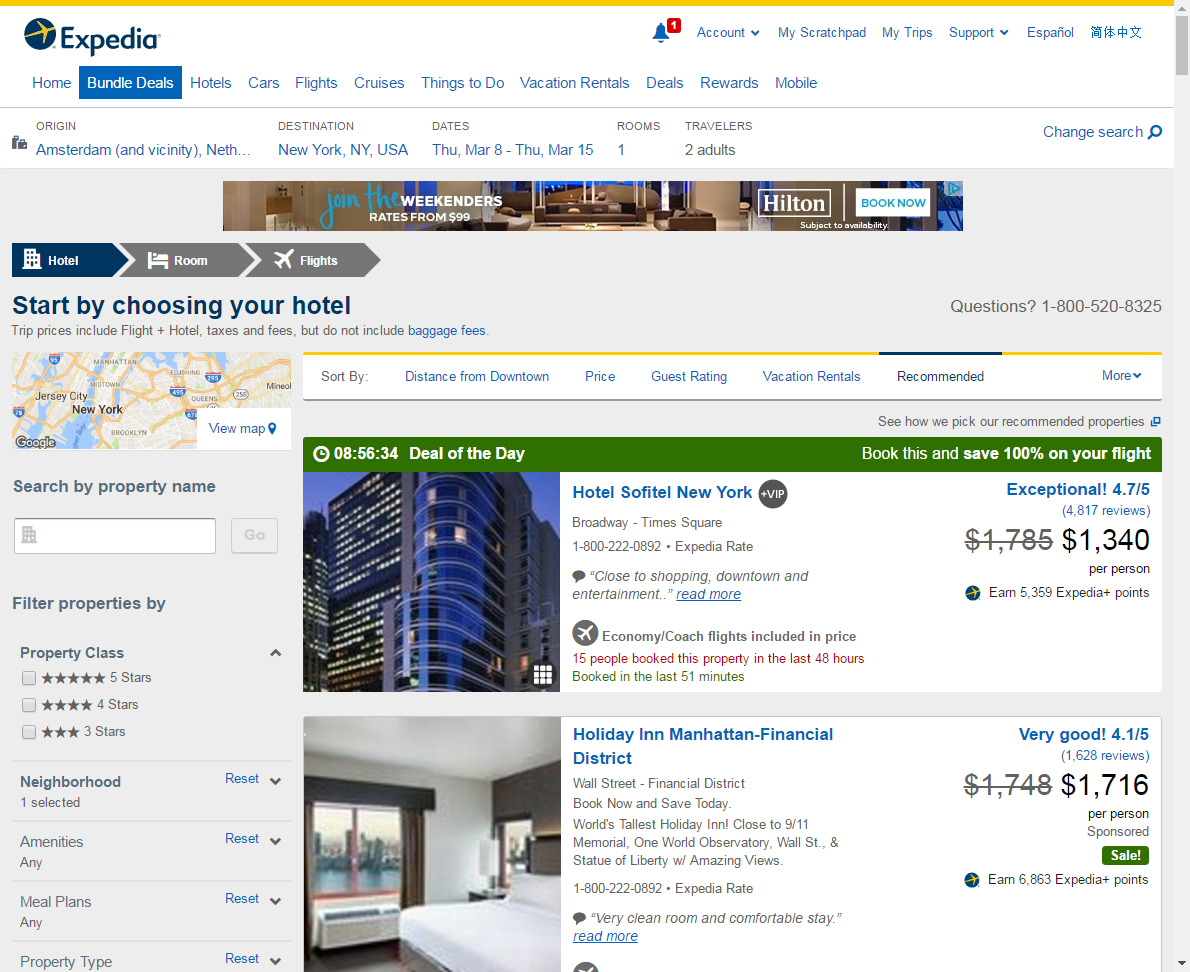 Expedia
1
Account
My Scratchpad
My Trips
Support
Español
简体中文
Home
Bundle Deals
Hotels
Cars
Flights
Cruises
Things to Do
Vacation Rentals
Deals
Rewards
Mobile
ORIGIN
Amsterdam (and vicinity), Neth...
DESTINATION
New York, NY, USA
DATES
Thu, Mar 8 - Thu, Mar 15
ROOMS
1
TRAVELERS
2 adults
Change search
join the WEEKENDERS
RATES FROM $99
Hilton
BOOK NOW
Subject to availability.
Hotel
Room
Flights
Start by choosing your hotel
Questions? 1-800-520-8325
Trip prices include Flight + Hotel, taxes and fees, but do not include baggage fees.
95
MANHATTAN
FLUSHING
295
MIDTOWN
Mineol
Jersey City
495
QUEENS
25B
New York
78
678
BROOKLYN
Google
View map
Sort By:
Distance from Downtown
Price
Guest Rating
Vacation Rentals
Recommended
More
See how we pick our recommended properties
Search by property name
Go
Filter properties by
Property Class
★★★★★ 5 Stars
★★★★ 4 Stars
★★★ 3 Stars
Neighborhood
Reset
1 selected
Amenities
Reset
Any
Meal Plans
Reset
Any
Property Type
Reset
08:56:34 Deal of the Day
Book this and save 100% on your flight
Hotel Sofitel New York +VIP
Broadway - Times Square
1-800-222-0892 • Expedia Rate
“Close to shopping, downtown and
entertainment..” read more
Economy/Coach flights included in price
15 people booked this property in the last 48 hours
Booked in the last 51 minutes
Exceptional! 4.7/5
(4,817 reviews)
$1,785 $1,340
per person
Earn 5,359 Expedia+ points
Holiday Inn Manhattan-Financial
District
Wall Street - Financial District
Book Now and Save Today.
World's Tallest Holiday Inn! Close to 9/11
Memorial, One World Observatory, Wall St., &
Statue of Liberty w/ Amazing Views.
1-800-222-0892 • Expedia Rate
“Very clean room and comfortable stay.”
read more
Very good! 4.1/5
(1,628 reviews)
$1,748 $1,716
per person
Sponsored
Sale!
Earn 6,863 Expedia+ points